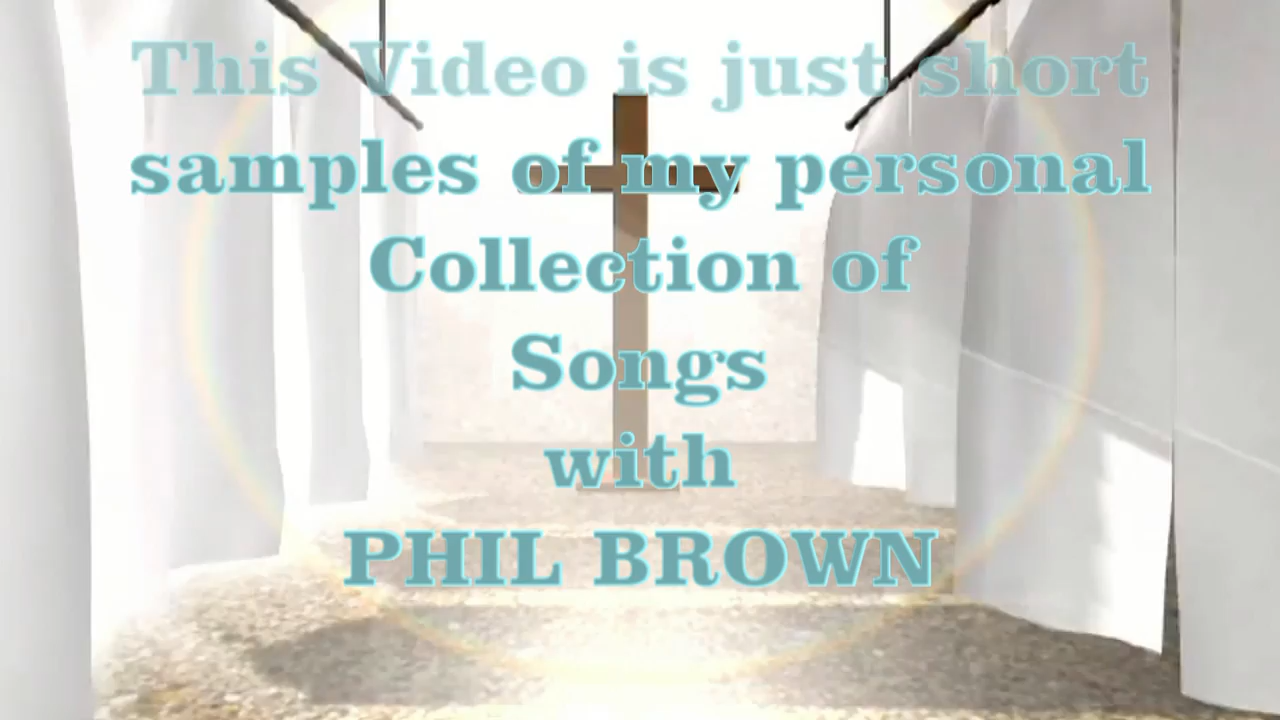 This Video is just short
samples of my personal
Collection of
Songs
with
PHIL BROWN